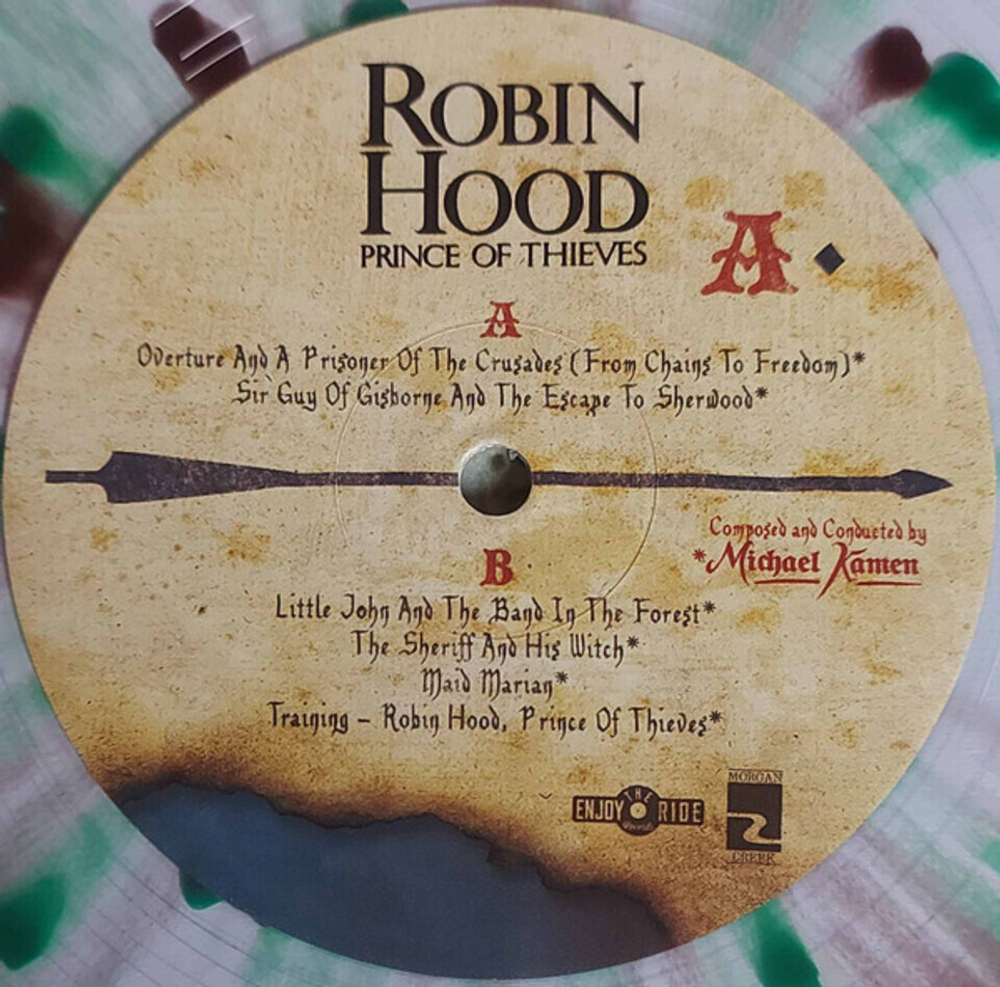 ROBIN
HOOD
PRINCE OF THIEVES
A
A
Overture And A Prisoner Of The Crusades (From Chains To Freedom)*
Sir Guy Of Gisborne And The Escape To Sherwood*
Composed and Conducted by
*Michael Kamen
B
Little John And The Band In The Forest*
The Sheriff And His Witch*
Maid Marian*
Training – Robin Hood, Prince Of Thieves*
ENJOY THE RIDE
Records
MORGAN
CREEK